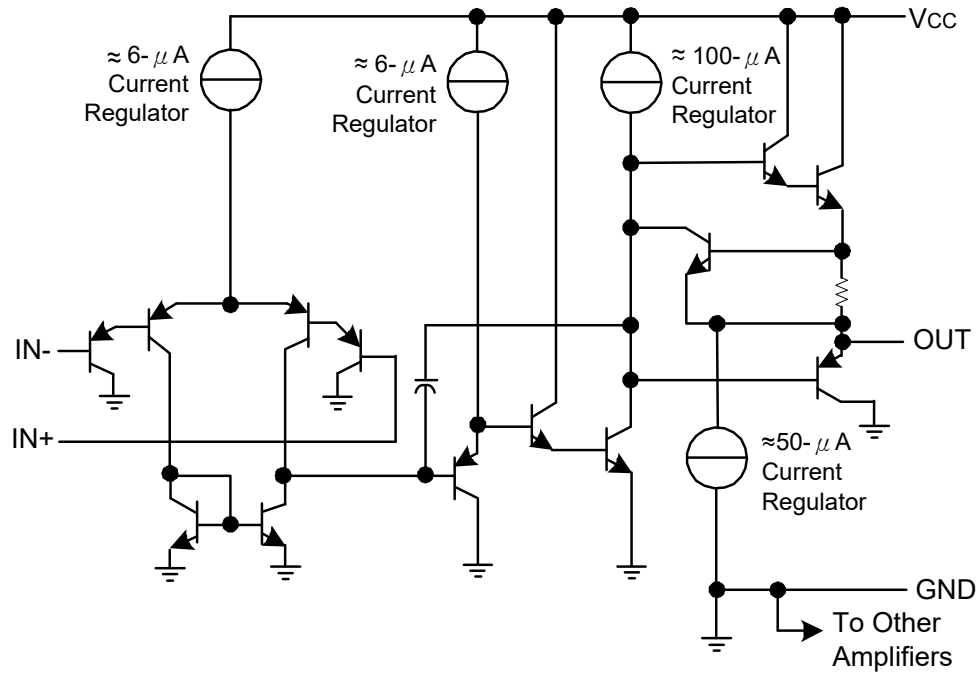 VCC
≈ 6- μ A
Current
Regulator
≈ 6- μ A
Current
Regulator
≈ 100- μ A
Current
Regulator
IN-
OUT
IN+
≈50- μ A
Current
Regulator
GND
To Other
Amplifiers